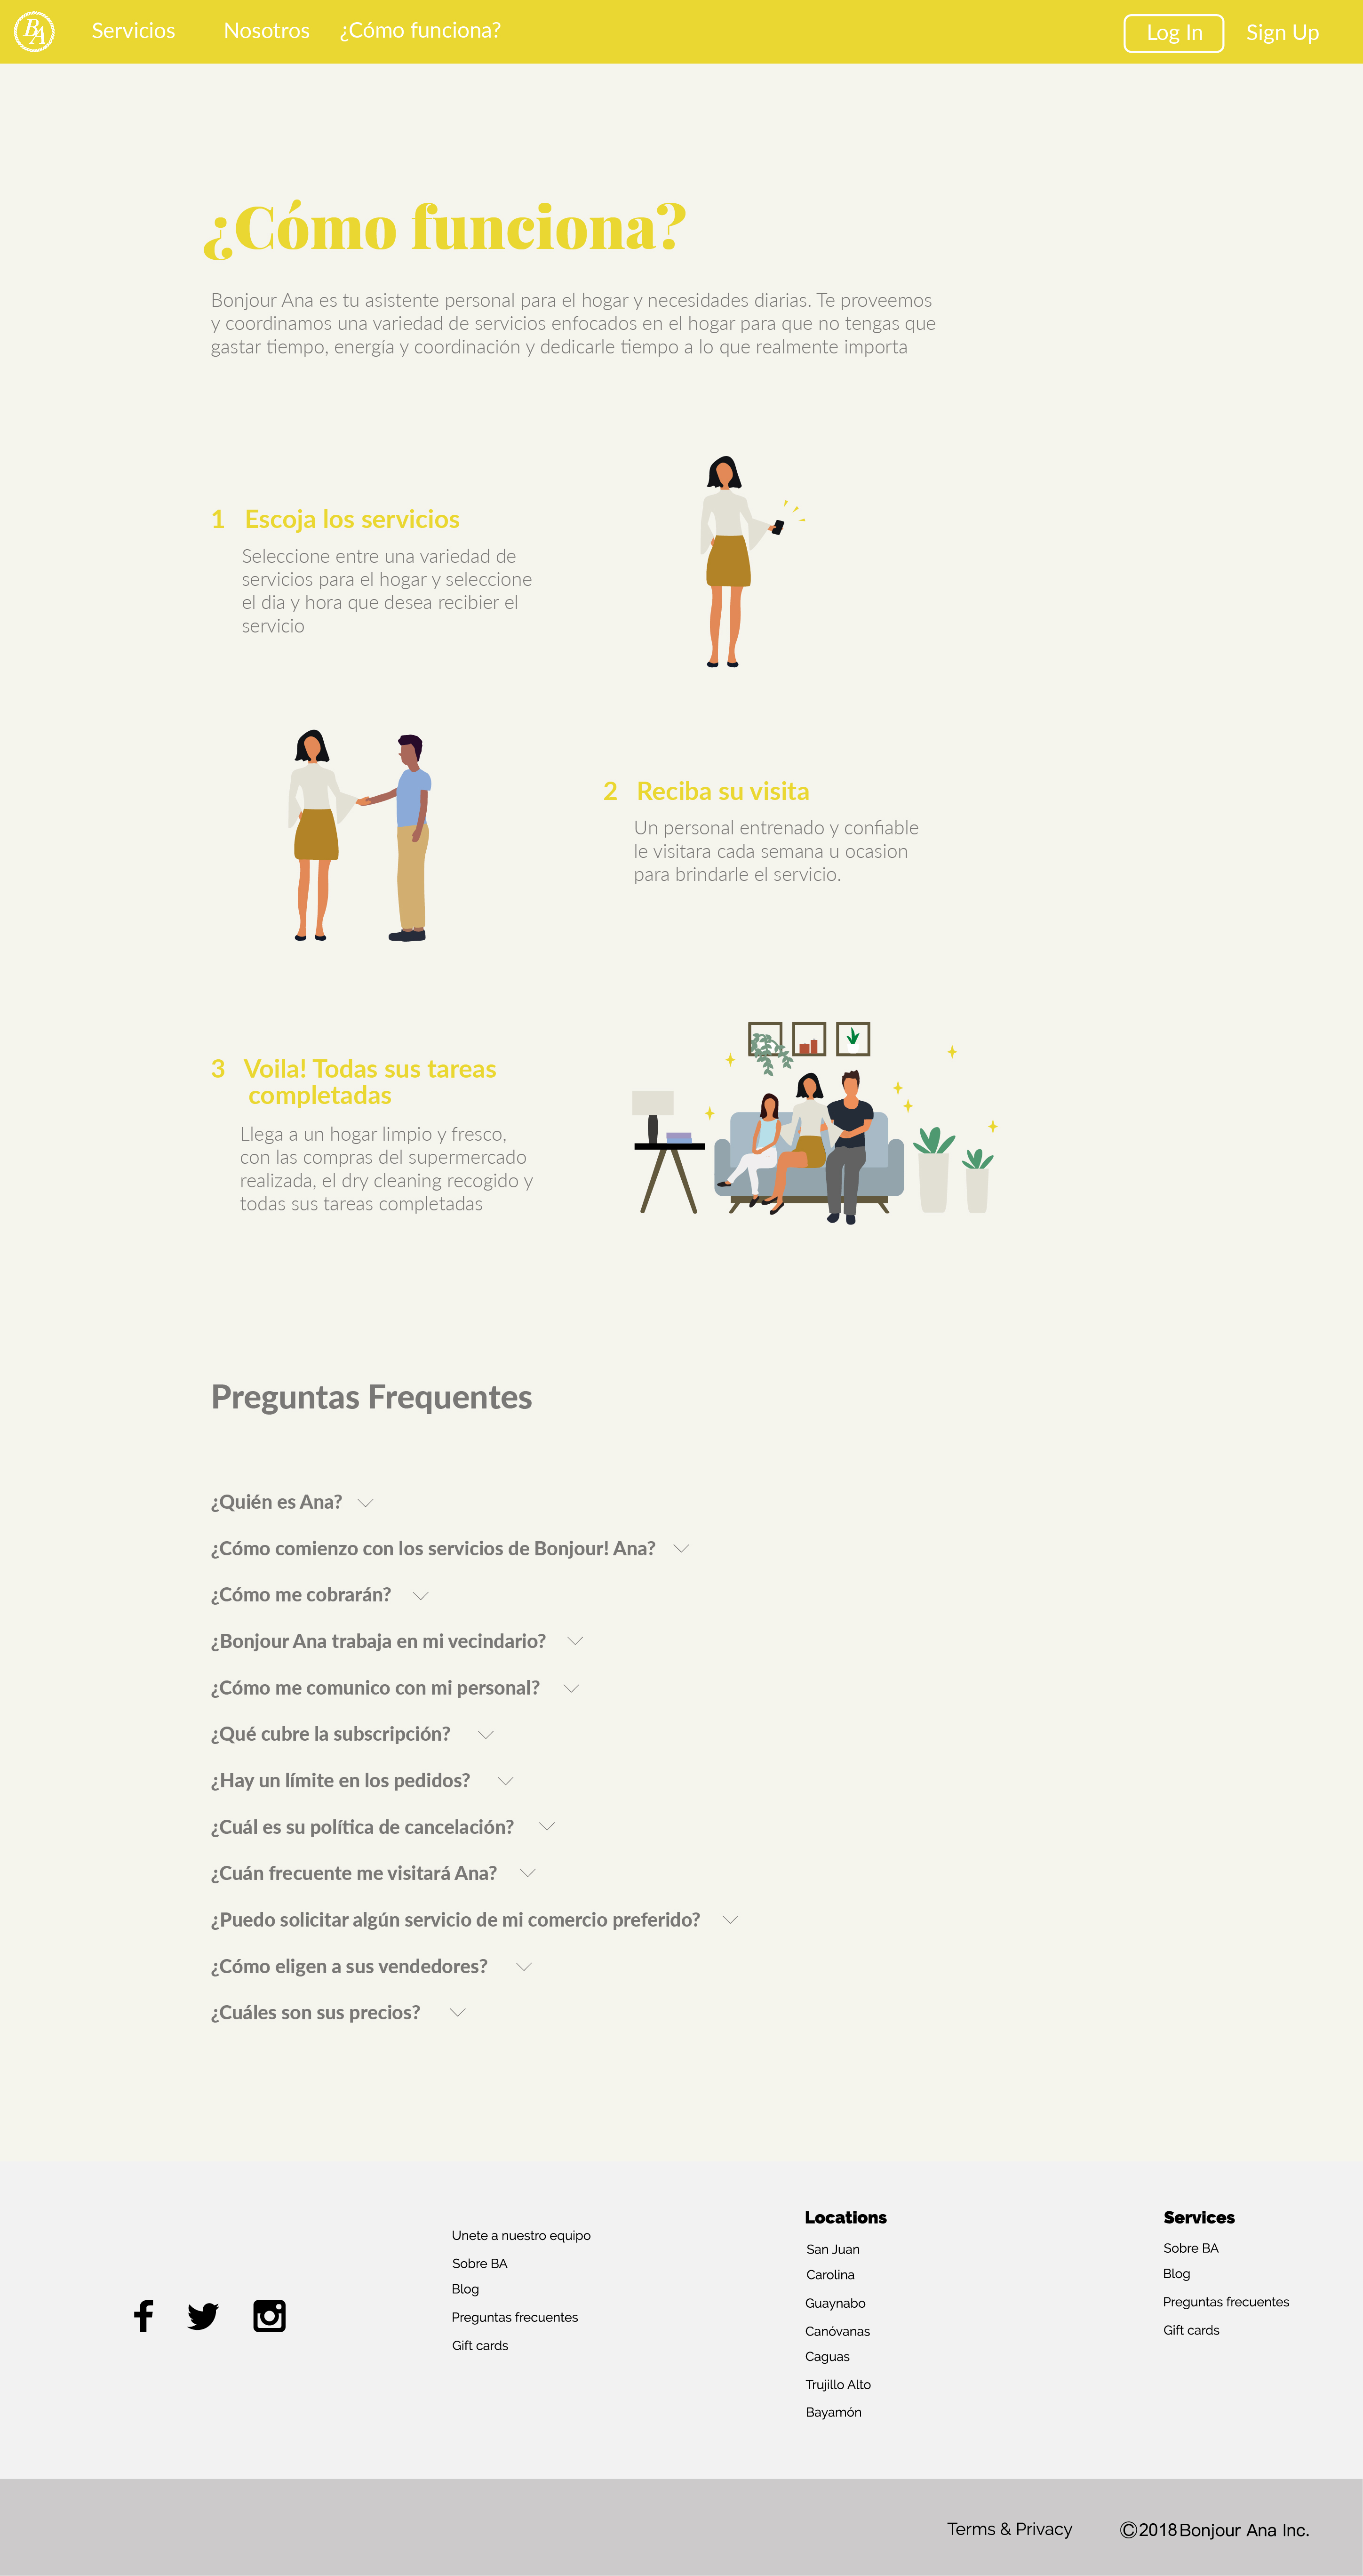 BA
Servicios
Nosotros
¿Cómo funciona?
Log In
Sign Up
¿Cómo funciona?
Bonjour Ana es tu asistente personal para el hogar y necesidades diarias. Te proveemos
y coordinamos una variedad de servicios enfocados en el hogar para que no tengas que
gastar tiempo, energía y coordinación y dedicarle tiempo a lo que realmente importa
1 Escoja los servicios
Seleccione entre una variedad de
servicios para el hogar y seleccione
el dia y hora que desea recibier el
servicio
2 Reciba su visita
Un personal entrenado y confiable
le visitara cada semana u ocasion
para brindarle el servicio.
3 Voila! Todas sus tareas
completadas
Llega a un hogar limpio y fresco,
con las compras del supermercado
realizada, el dry cleaning recogido y
todas sus tareas completadas
Preguntas Frequentes
¿Quién es Ana?
¿Cómo comienzo con los servicios de Bonjour! Ana?
¿Cómo me cobrarán?
¿Bonjour Ana trabaja en mi vecindario?
¿Cómo me comunico con mi personal?
¿Qué cubre la subscripción?
¿Hay un límite en los pedidos?
¿Cuál es su política de cancelación?
¿Cuán frecuente me visitará Ana?
¿Puedo solicitar algún servicio de mi comercio preferido?
¿Cómo eligen a sus vendedores?
¿Cuáles son sus precios?
Unete a nuestro equipo
Sobre BA
Blog
Preguntas frecuentes
Gift cards
Locations
San Juan
Carolina
Guaynabo
Canóvanas
Caguas
Trujillo Alto
Bayamón
Services
Sobre BA
Blog
Preguntas frecuentes
Gift cards
Terms & Privacy
©2018 Bonjour Ana Inc.